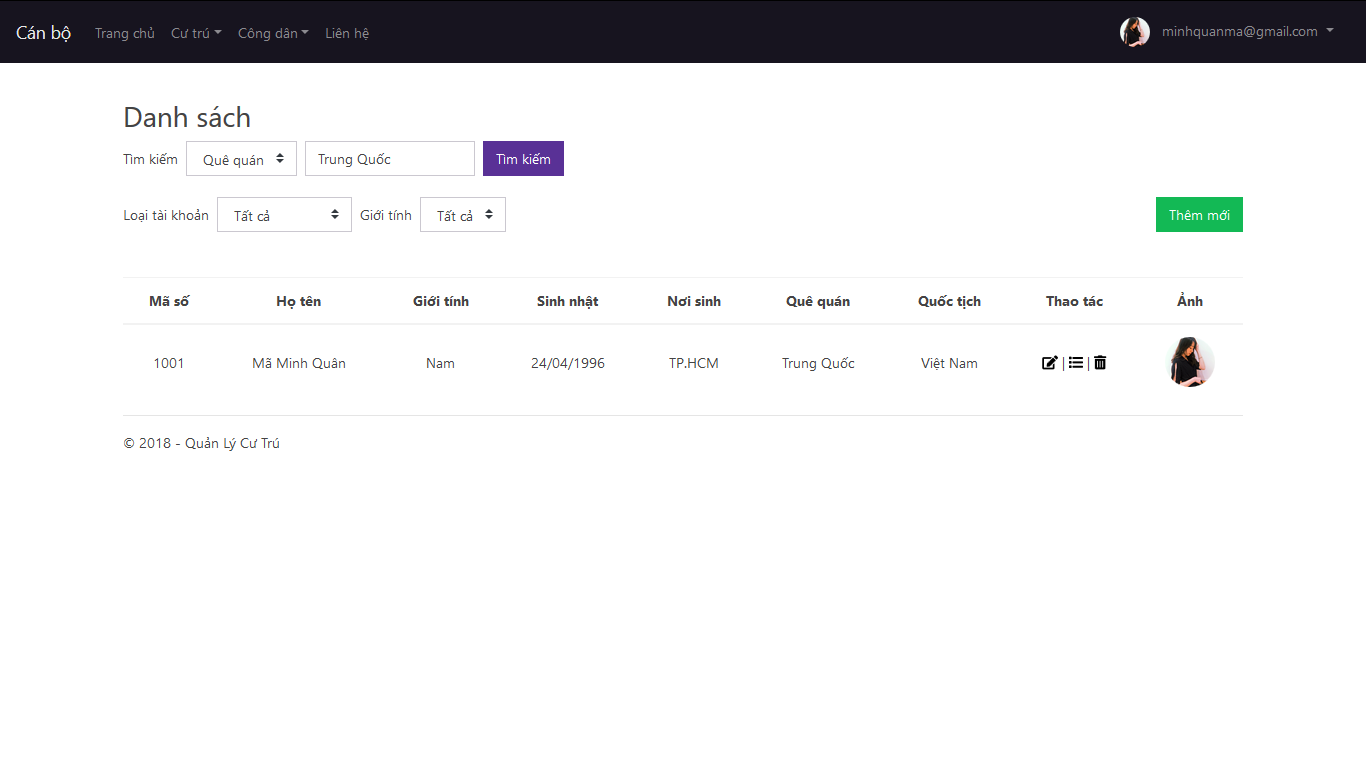 Cán bộ Trang chủ Cư trú Công dân Liên hệ minhquanma@gmail.com
Danh sách
Tìm kiếm Quê quán Trung Quốc Tìm kiếm
Loại tài khoản Tất cả Giới tính Tất cả Thêm mới
Mã số Họ tên Giới tính Sinh nhật Nơi sinh Quê quán Quốc tịch Thao tác Ảnh
1001 Mã Minh Quân Nam 24/04/1996 TP.HCM Trung Quốc Việt Nam | |
© 2018 - Quản Lý Cư Trú